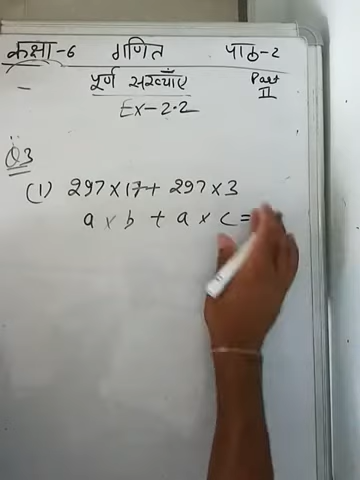 कक्षा-6 गणित पाठ-2
पूर्ण संख्याएँ Part II
Ex-2.2
Q3
(1) 297×17+ 297×3
a × b + a × c =